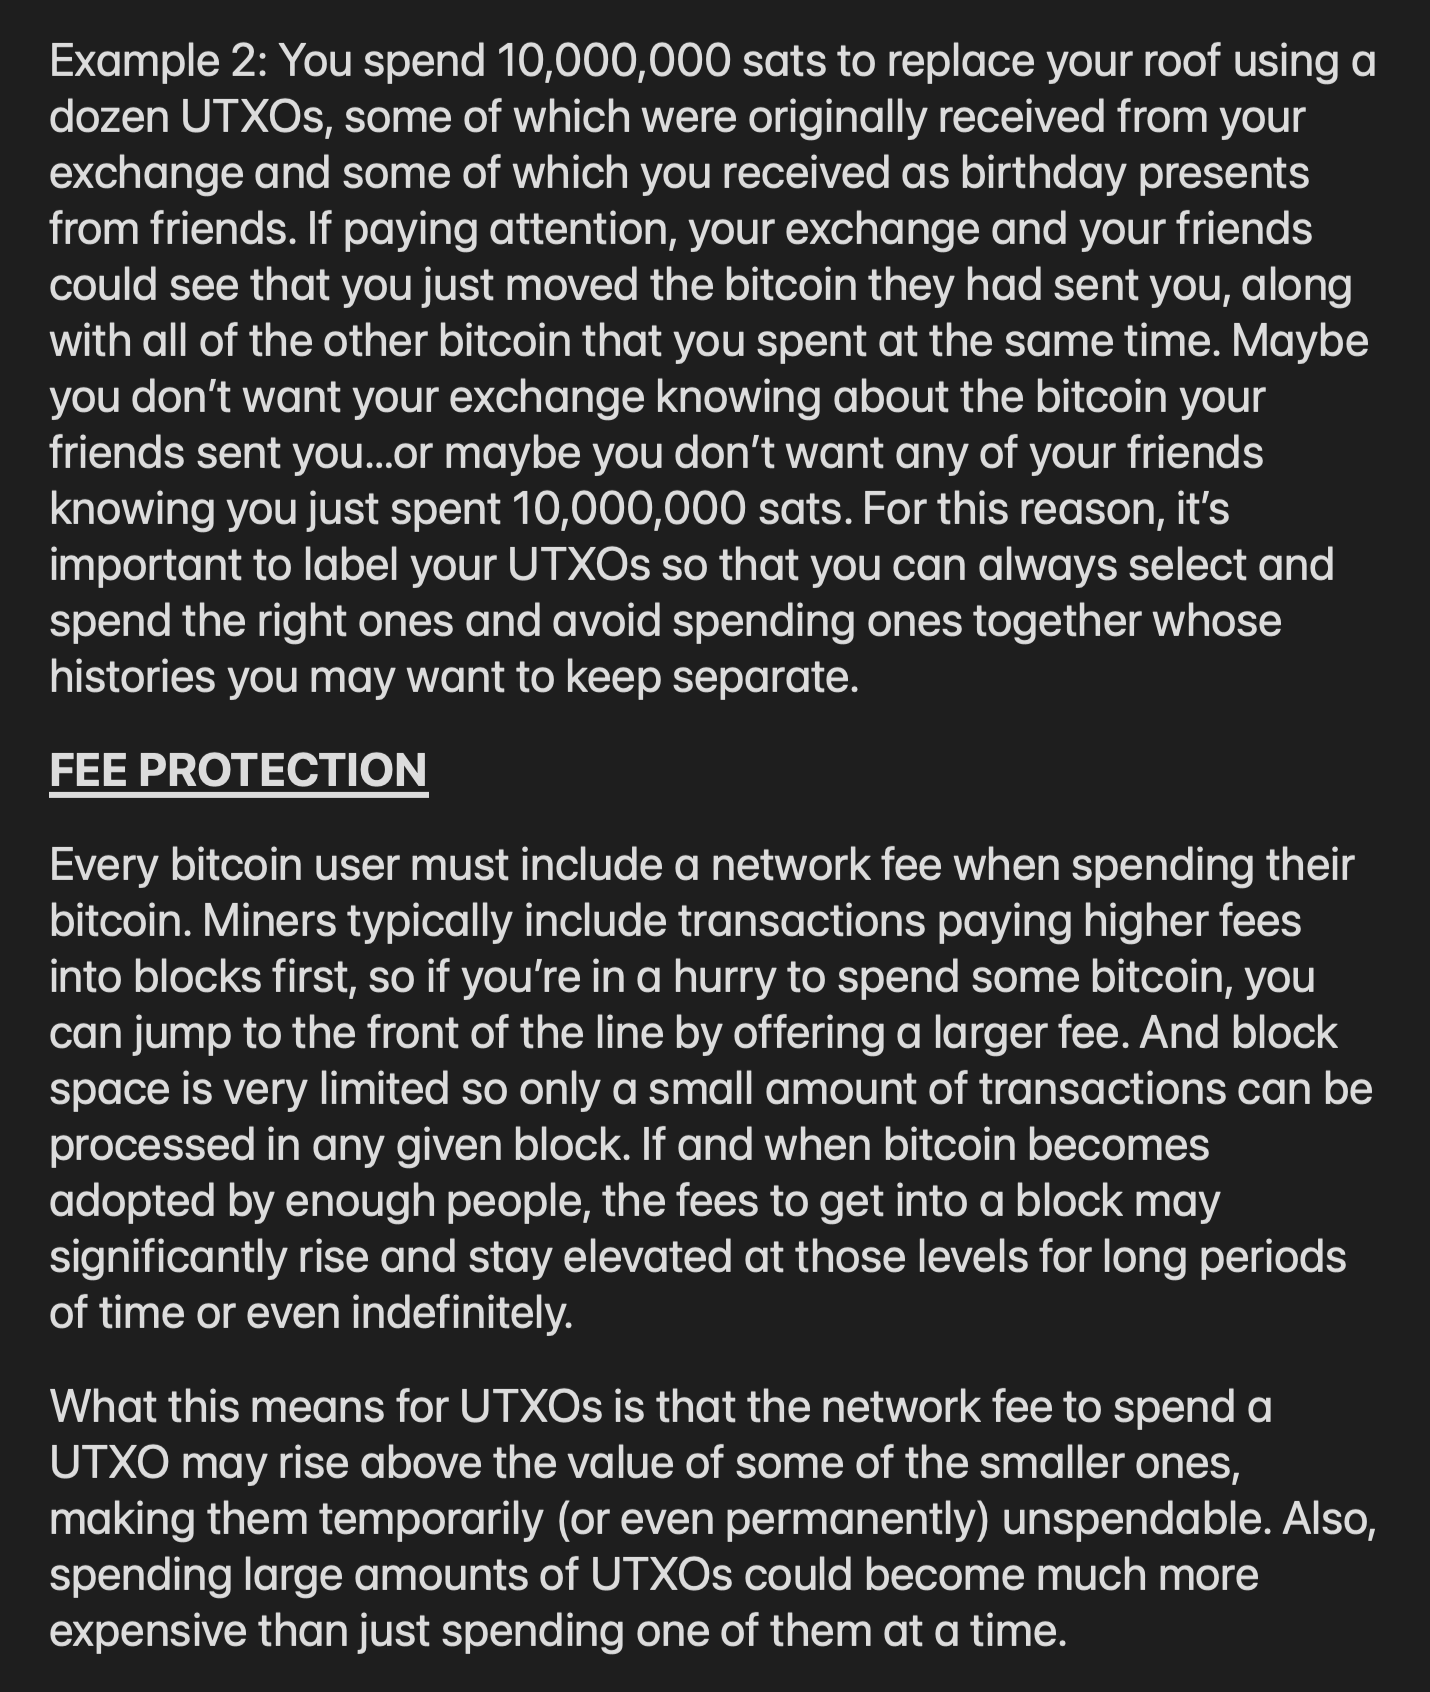 Example 2: You spend 10,000,000 sats to replace your roof using a
dozen UTXOs, some of which were originally received from your
exchange and some of which you received as birthday presents
from friends. If paying attention, your exchange and your friends
could see that you just moved the bitcoin they had sent you, along
with all of the other bitcoin that you spent at the same time. Maybe
you don’t want your exchange knowing about the bitcoin your
friends sent you...or maybe you don’t want any of your friends
knowing you just spent 10,000,000 sats. For this reason, it’s
important to label your UTXOs so that you can always select and
spend the right ones and avoid spending ones together whose
histories you may want to keep separate.
FEE PROTECTION
Every bitcoin user must include a network fee when spending their
bitcoin. Miners typically include transactions paying higher fees
into blocks first, so if you’re in a hurry to spend some bitcoin, you
can jump to the front of the line by offering a larger fee. And block
space is very limited so only a small amount of transactions can be
processed in any given block. If and when bitcoin becomes
adopted by enough people, the fees to get into a block may
significantly rise and stay elevated at those levels for long periods
of time or even indefinitely.
What this means for UTXOs is that the network fee to spend a
UTXO may rise above the value of some of the smaller ones,
making them temporarily (or even permanently) unspendable. Also,
spending large amounts of UTXOs could become much more
expensive than just spending one of them at a time.